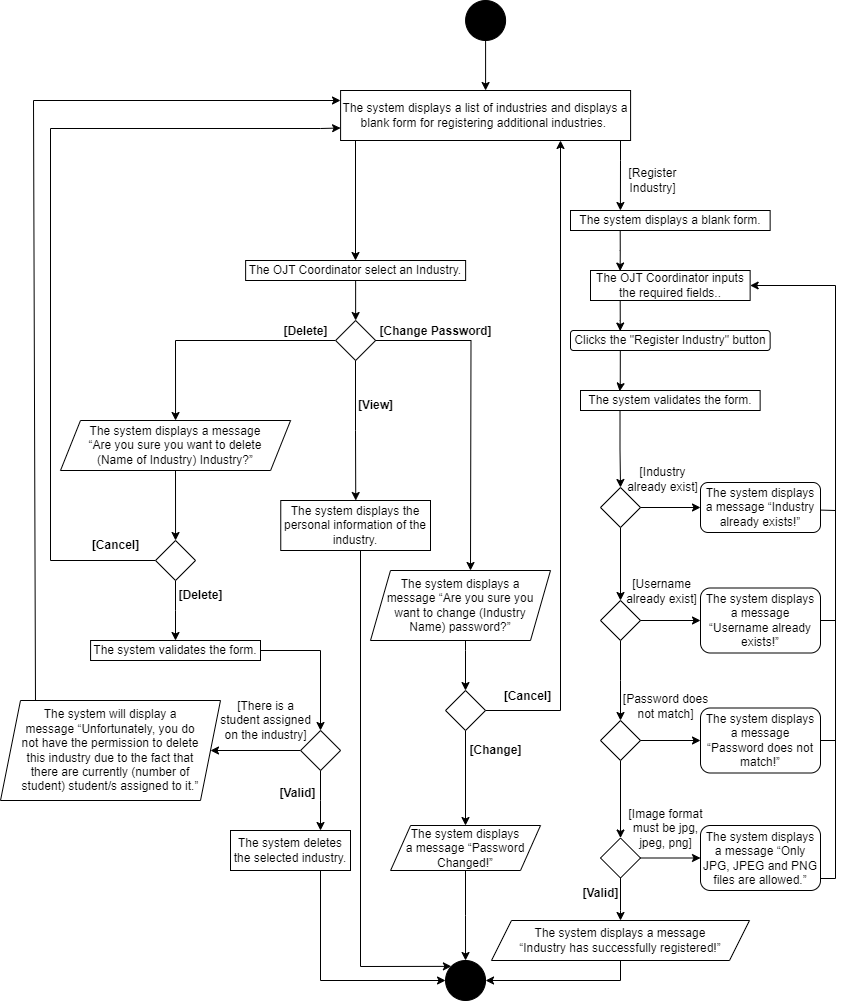 The system displays a list of industries and displays a
blank form for registering additional industries.
[Register
Industry]
The system displays a blank form.
The OJT Coordinator select an Industry.
The OJT Coordinator inputs
the required fields..
[Delete]
[Change Password]
Clicks the "Register Industry" button
[View]
The system validates the form.
The system displays a message
“Are you sure you want to delete
(Name of Industry) Industry?”
[Industry
already exist]
The system displays
a message “Industry
already exists!”
The system displays the
personal information of the
industry.
[Cancel]
[Delete]
The system displays a
message “Are you sure you
want to change (Industry
Name) password?”
[Username
already exist]
The system displays
a message
“Username already
exists!”
The system validates the form.
[Cancel]
[There is a
student assigned
on the industry]
The system will display a
message “Unfortunately, you do
not have the permission to delete
this industry due to the fact that
there are currently (number of
student) student/s assigned to it.”
[Password does
not match]
The system displays
a message
“Password does not
match!”
[Change]
[Valid]
The system deletes
the selected industry.
The system displays
a message “Password
Changed!”
[Image format
must be jpg,
jpeg, png]
The system displays
a message “Only
JPG, JPEG and PNG
files are allowed.”
[Valid]
The system displays a message
“Industry has successfully registered!”